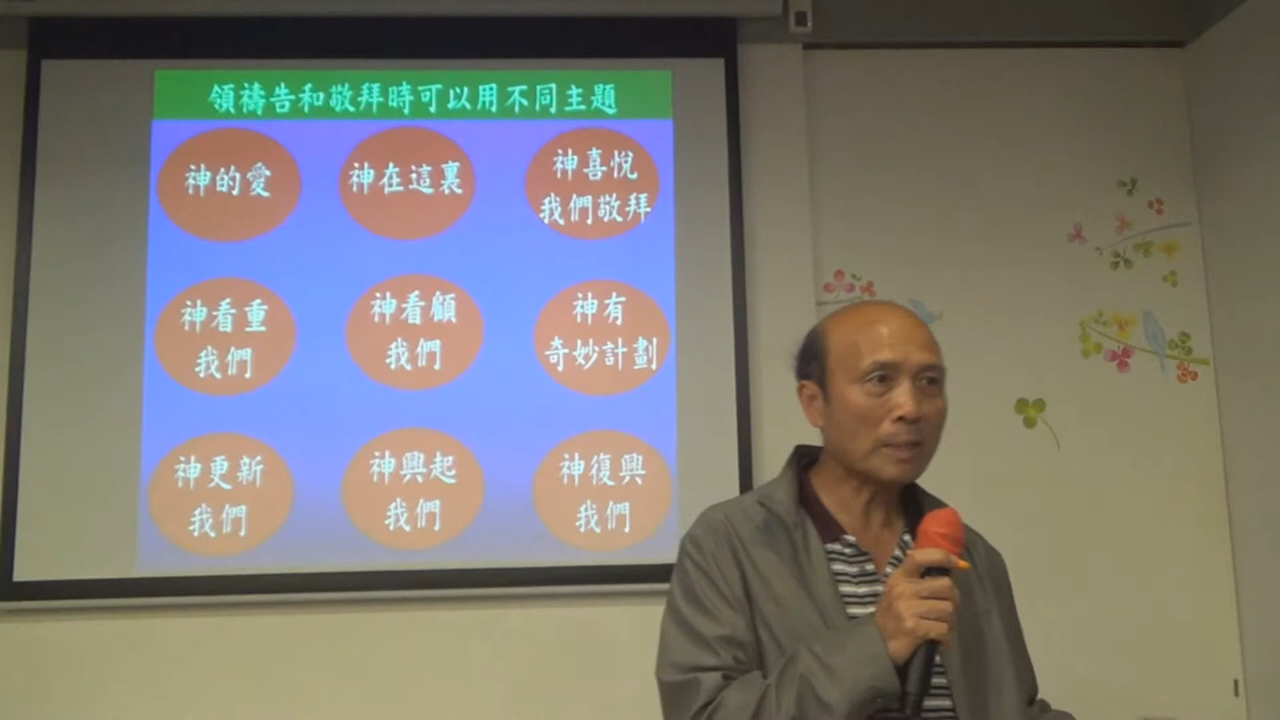 領禱告和敬拜時可以用不同主題
神的愛
神在這裏
神喜悅
我們敬拜
神看重
我們
神看顧
我們
神有
奇妙計劃
神更新
我們
神興起
我們
神復興
我們